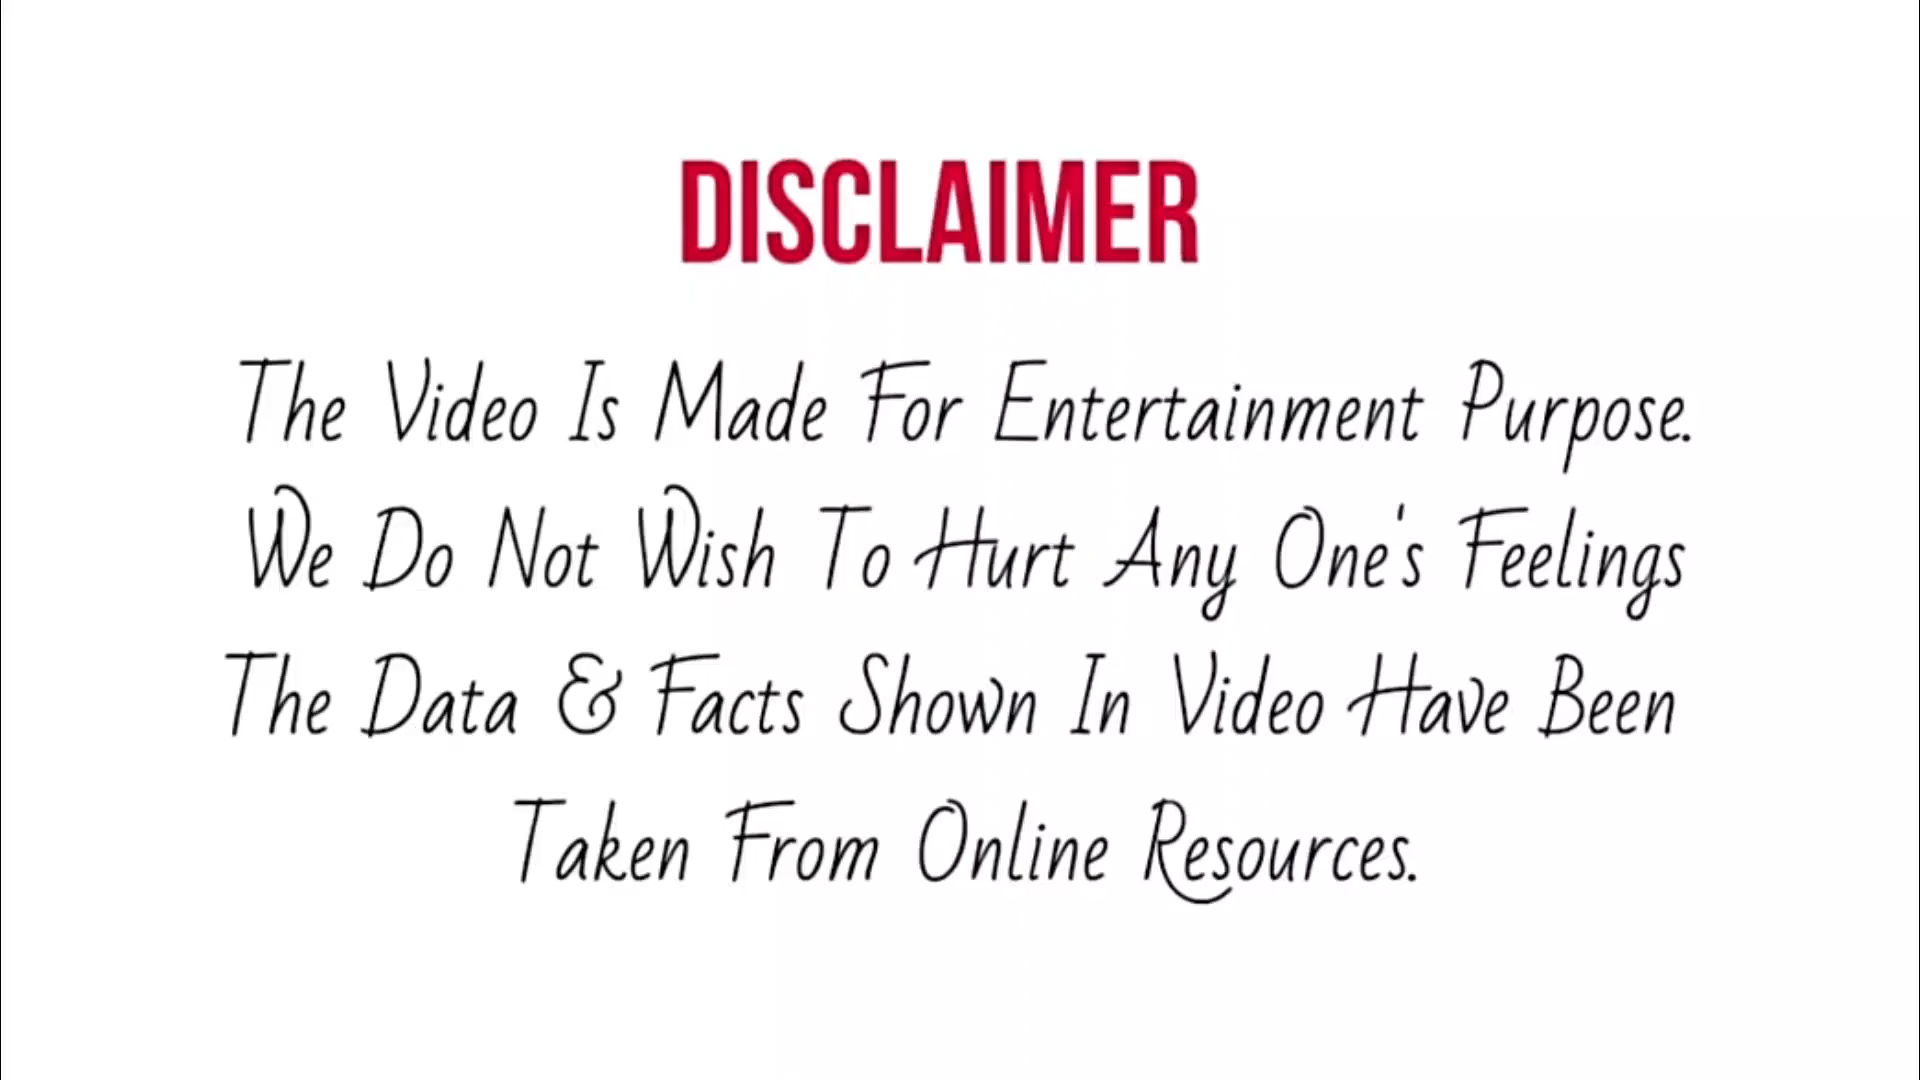 DISCLAIMER
The Video Is Made For Entertainment Purpose.
We Do Not Wish To Hurt Any One's Feelings
The Data & Facts Shown In Video Have Been
Taken From Online Resources.